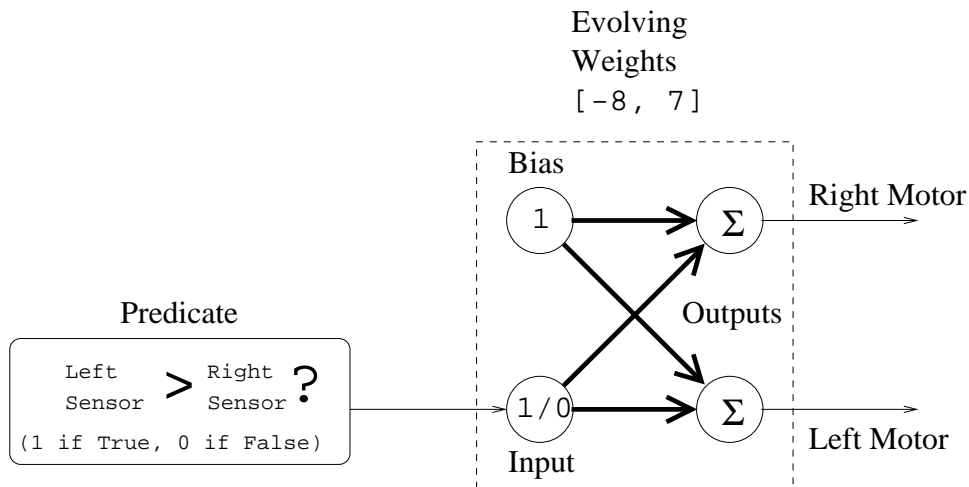 Evolving
Weights
[-8, 7]
Bias
Right Motor
1
Σ
Outputs
Predicate
Left
Sensor
>
Right
Sensor
?
(1 if True, 0 if False)
1/0
Σ
Input
Left Motor